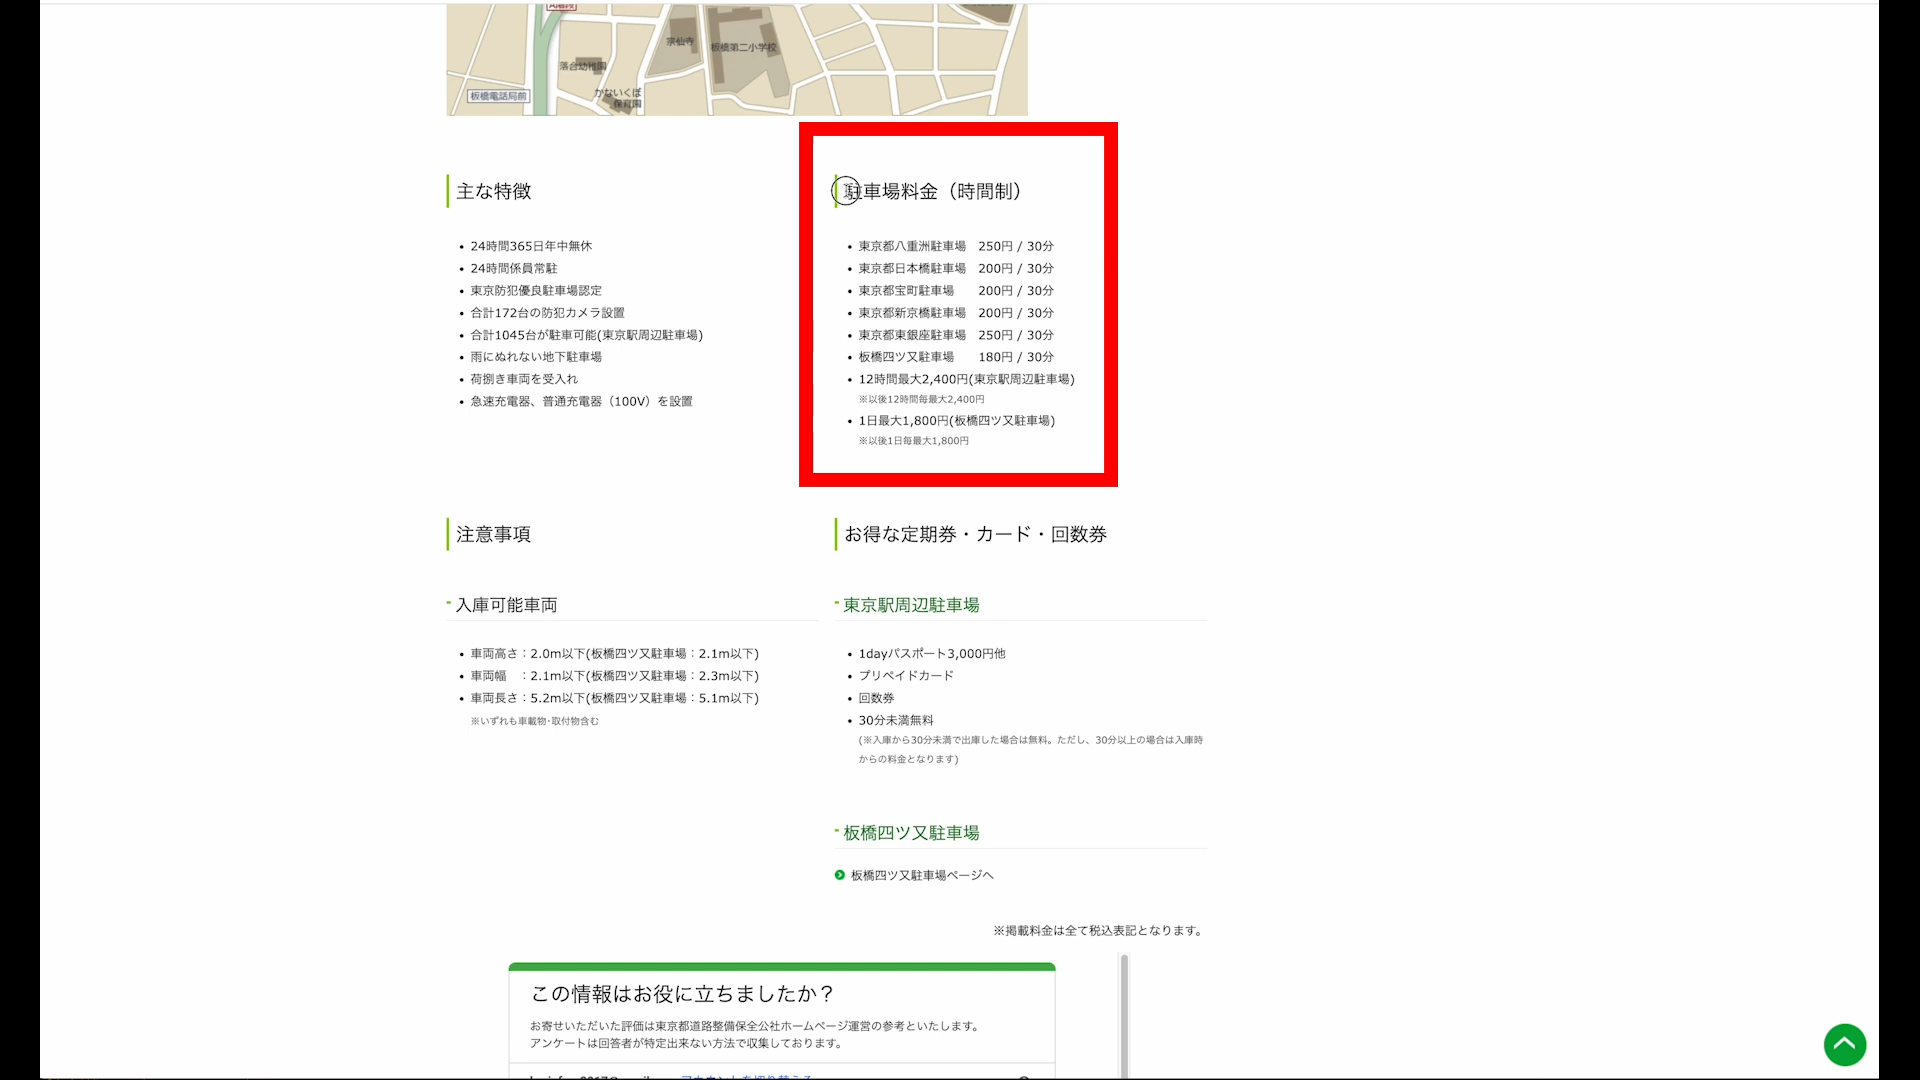 宗仙寺
板橋第二小学校
落合幼稚園
かないくぼ
保育園
板橋電話局前
主な特徴
24時間365日年中無休
24時間係員常駐
東京防犯優良駐車場認定
合計172台の防犯カメラ設置
合計1045台が駐車可能(東京駅周辺駐車場)
雨にぬれない地下駐車場
荷捌き車両を受入れ
急速充電器、普通充電器（100V）を設置
駐車場料金（時間制）
東京都八重洲駐車場　250円 / 30分
東京都日本橋駐車場　200円 / 30分
東京都宝町駐車場　　200円 / 30分
東京都新京橋駐車場　200円 / 30分
東京都東銀座駐車場　250円 / 30分
板橋四ツ又駐車場　　180円 / 30分
12時間最大2,400円(東京駅周辺駐車場)
※以後12時間毎最大2,400円
1日最大1,800円(板橋四ツ又駐車場)
※以後1日毎最大1,800円
注意事項
入庫可能車両
車両高さ：2.0m以下(板橋四ツ又駐車場：2.1m以下)
車両幅　：2.1m以下(板橋四ツ又駐車場：2.3m以下)
車両長さ：5.2m以下(板橋四ツ又駐車場：5.1m以下)
※いずれも車載物･取付物含む
お得な定期券・カード・回数券
東京駅周辺駐車場
1dayパスポート3,000円他
プリペイドカード
回数券
30分未満無料
(※入庫から30分未満で出庫した場合は無料。ただし、30分以上の場合は入庫時
からの料金となります)
板橋四ツ又駐車場
板橋四ツ又駐車場ページへ
※掲載料金は全て税込表記となります。
この情報はお役に立ちましたか？
お寄せいただいた評価は東京都道路整備保全公社ホームページ運営の参考といたします。
アンケートは回答者が特定出来ない方法で収集しております。
アカウントを切り替える